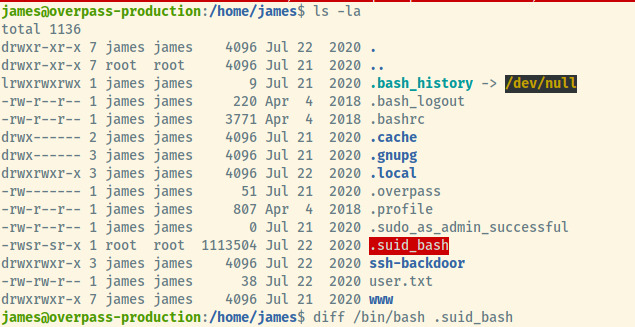 james@overpass-production:/home/james$ ls -la
total 1136
drwxr-xr-x 7 james james    4096 Jul 22  2020 .
drwxr-xr-x 7 root  root     4096 Jul 21  2020 ..
lrwxrwxrwx 1 james james       9 Jul 21  2020 .bash_history -> /dev/null
-rw-r--r-- 1 james james     220 Apr  4  2018 .bash_logout
-rw-r--r-- 1 james james    3771 Apr  4  2018 .bashrc
drwx------ 2 james james    4096 Jul 21  2020 .cache
drwx------ 3 james james    4096 Jul 21  2020 .gnupg
drwxrwxr-x 3 james james    4096 Jul 22  2020 .local
-rw------- 1 james james      51 Jul 21  2020 .overpass
-rw-r--r-- 1 james james     807 Apr  4  2018 .profile
-rw-r--r-- 1 james james       0 Jul 21  2020 .sudo_as_admin_successful
-rwsr-sr-x 1 root  root  1113504 Jul 22  2020 .suid_bash
drwxrwxr-x 3 james james    4096 Jul 22  2020 ssh-backdoor
-rw-rw-r-- 1 james james      38 Jul 22  2020 user.txt
drwxrwxr-x 7 james james    4096 Jul 21  2020 www
james@overpass-production:/home/james$ diff /bin/bash .suid_bash